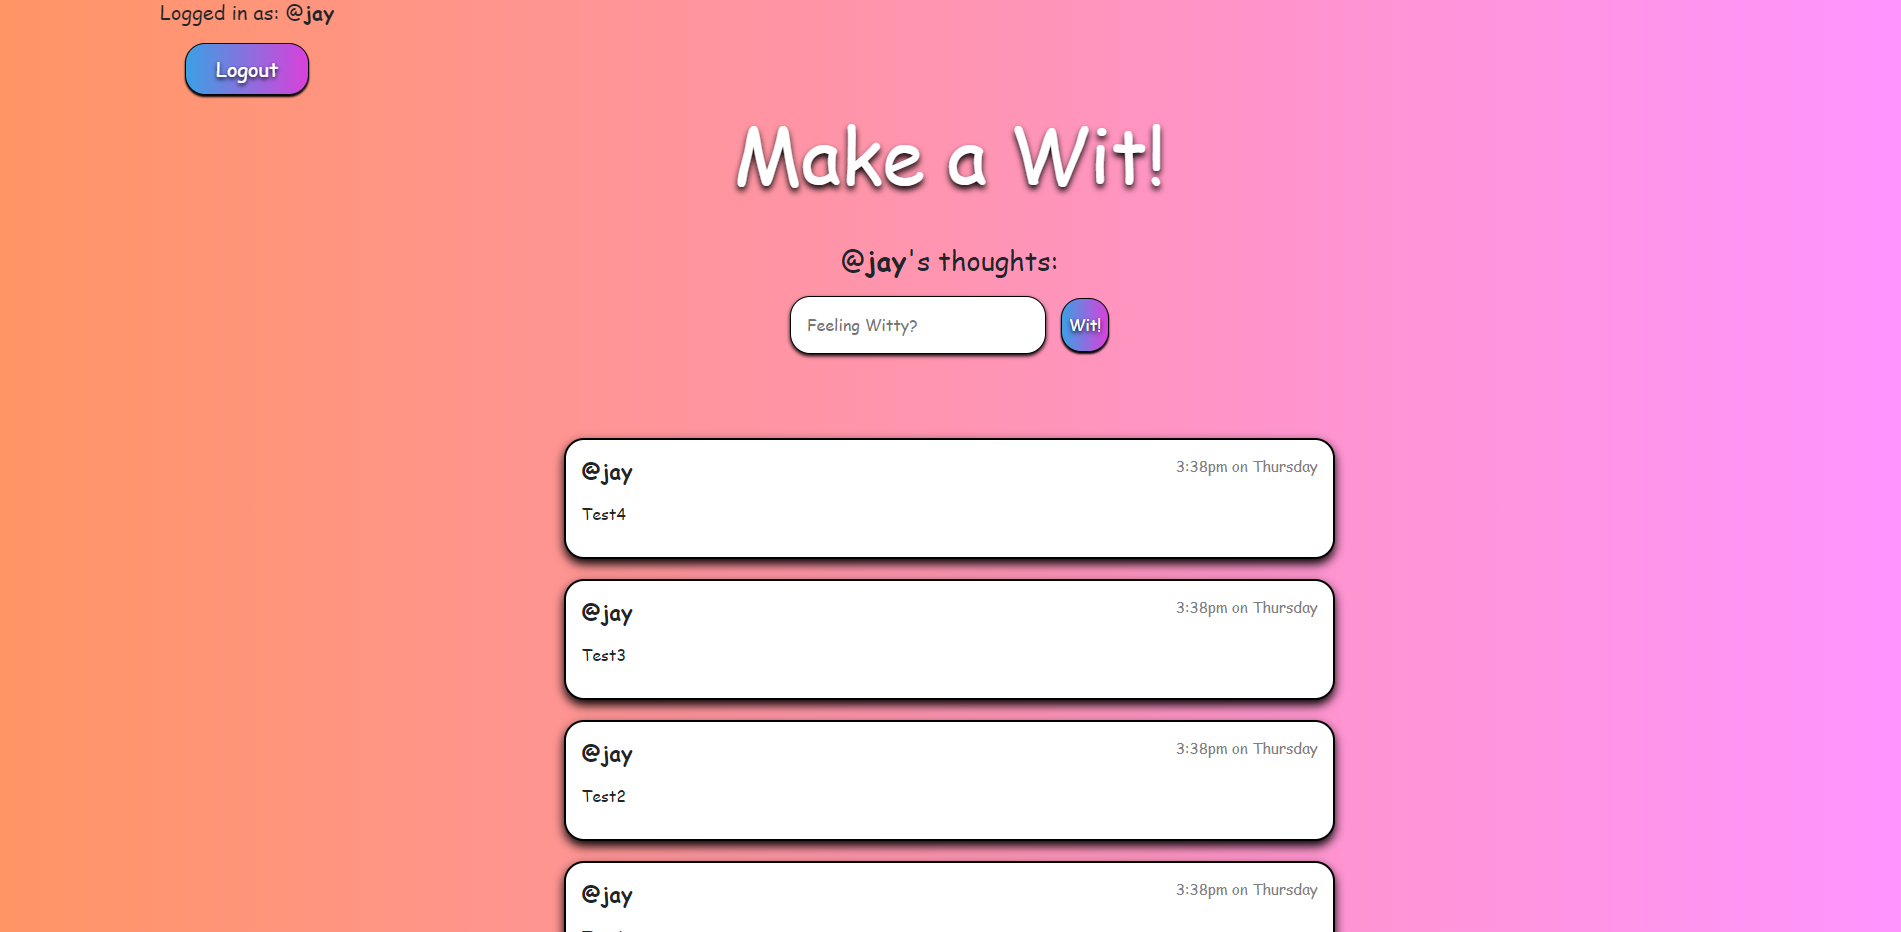 Logged in as: @jay
Logout
Make a Wit!
@jay's thoughts:
Feeling Witty?
Wit!
@jay
3:38pm on Thursday
Test4
@jay
3:38pm on Thursday
Test3
@jay
3:38pm on Thursday
Test2
@jay
3:38pm on Thursday